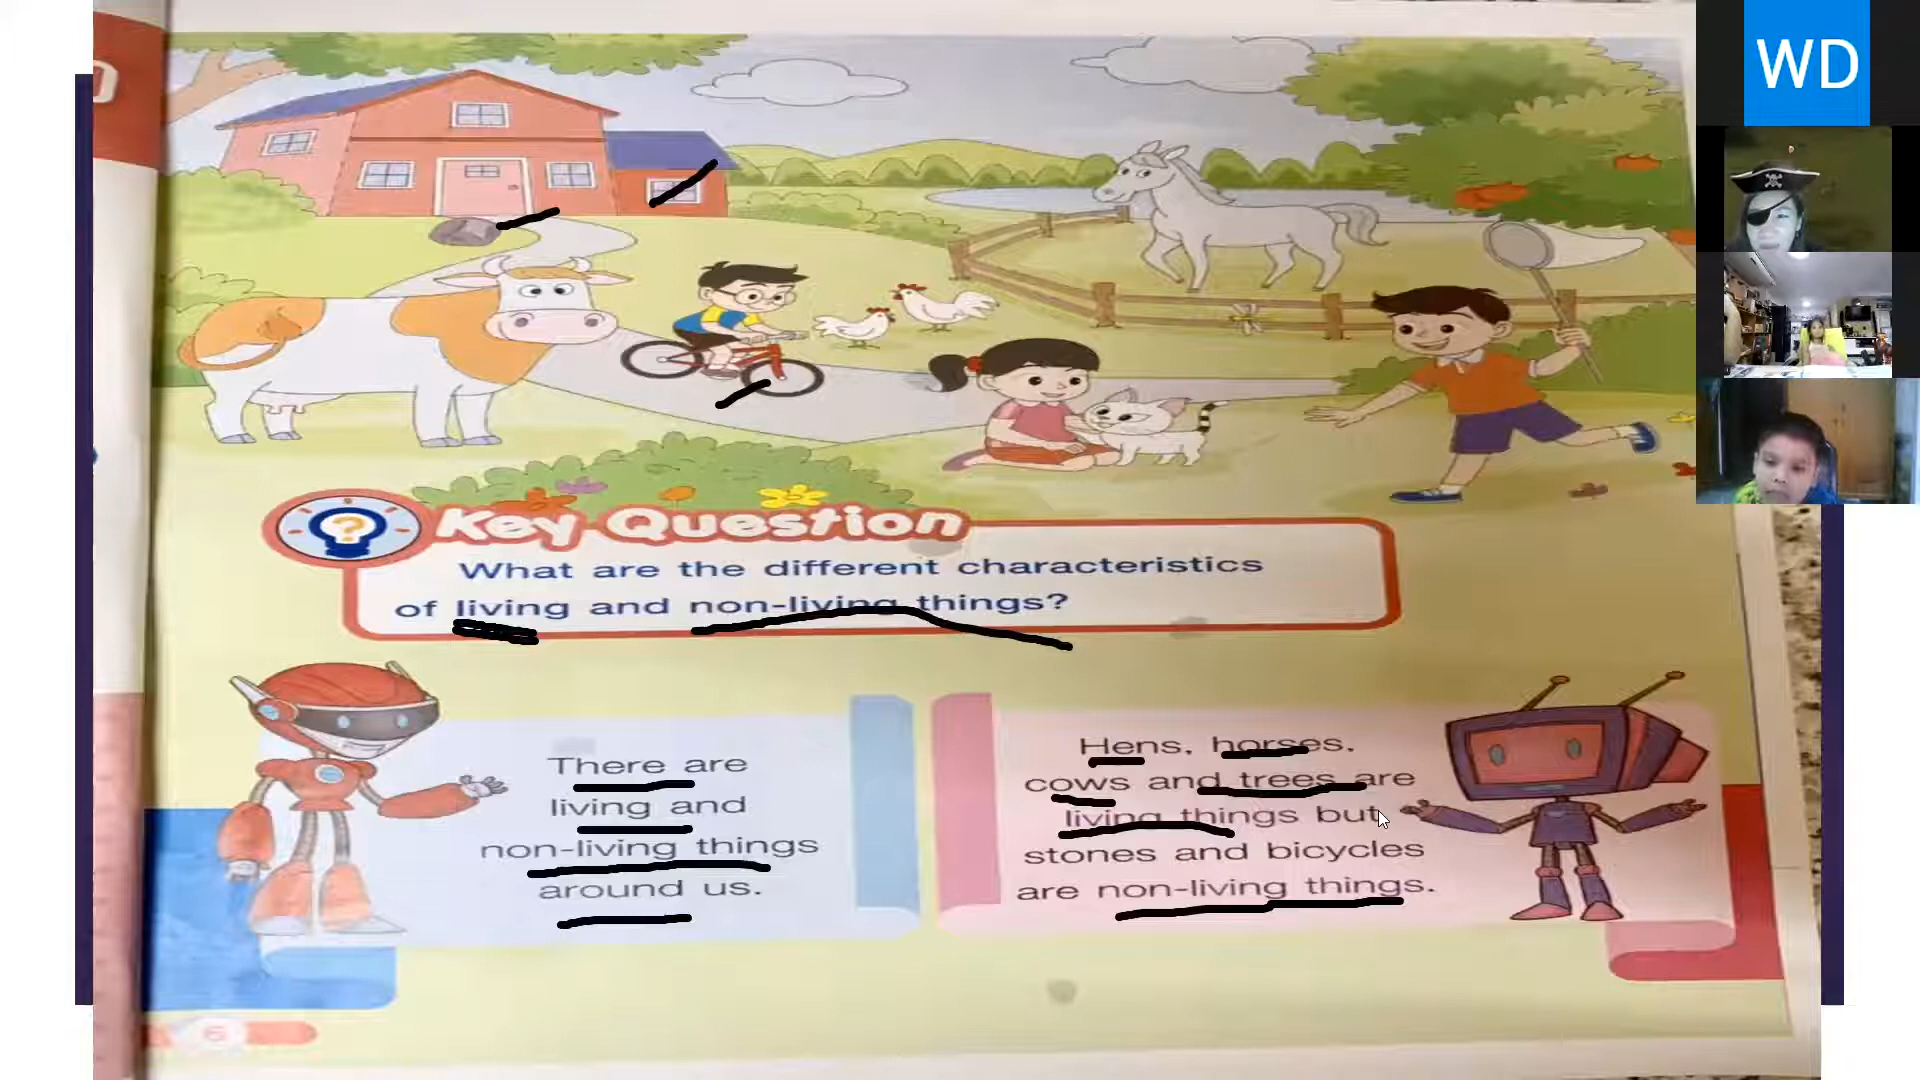 WD
Key Question
What are the different characteristics
of living and non-living things?
There are
living and
non-living things
around us.
Hens, horses,
cows and trees are
living things but
stones and bicycles
are non-living things.
6